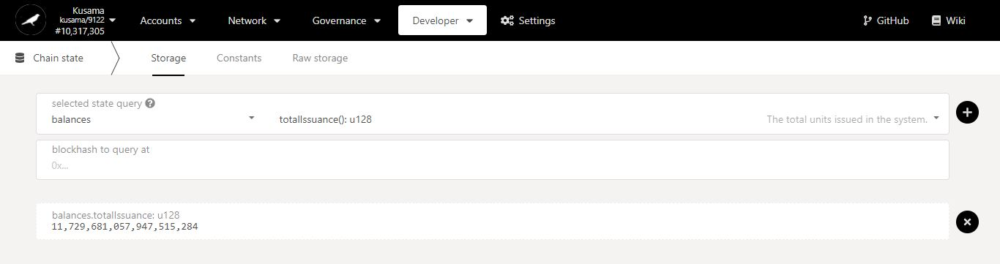 Kusama
kusama/9122
#10,317,305
Accounts
Network
Governance
Developer
Settings
GitHub
Wiki
Chain state
Storage
Constants
Raw storage
selected state query ?
balances
totalIssuance(): u128
The total units issued in the system.
blockhash to query at
0x...
balances.totalIssuance: u128
11,729,681,057,947,515,284